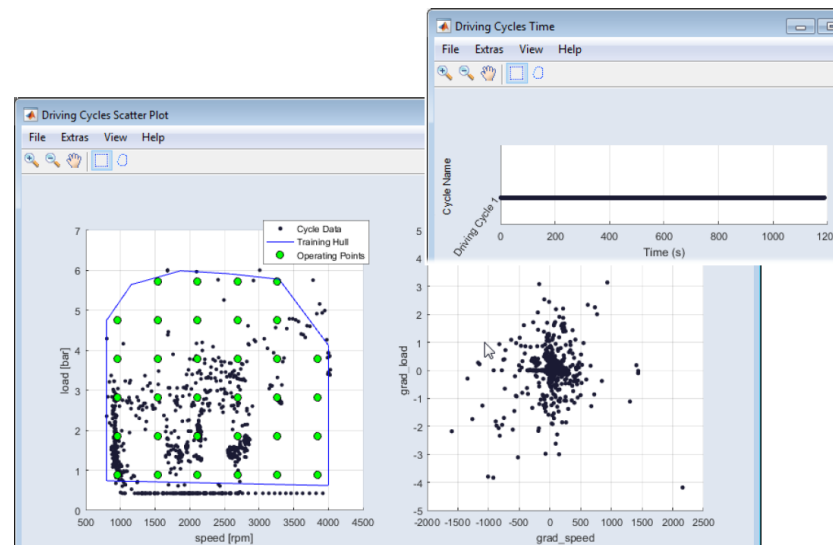 Driving Cycles Time
File Extras View Help
Cycle Name
Driving Cycle 1
0 200 400 600 800 1000 120
Time (s)
Driving Cycles Scatter Plot
File Extras View Help
Cycle Data
Training Hull
Operating Points
7
6
5
4
3
2
1
0
load [bar]
500 1000 1500 2000 2500 3000 3500 4000 4500
speed [rpm]
5
4
3
2
1
0
-1
-2
-3
-4
-5
grad_load
-2000 -1500 -1000 -500 0 500 1000 1500 2000 2500
grad_speed